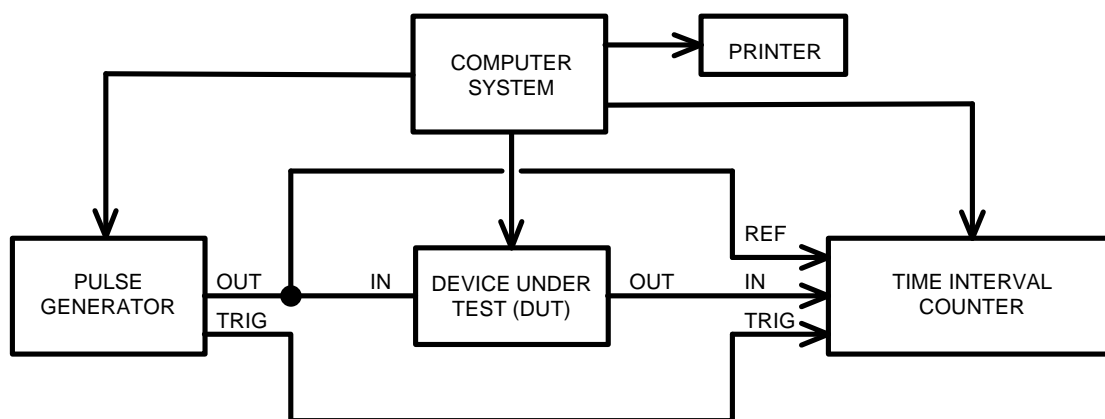 COMPUTER
SYSTEM
PRINTER
REF
PULSE
GENERATOR
OUT
IN
DEVICE UNDER
TEST (DUT)
OUT
IN
TIME INTERVAL
COUNTER
TRIG
TRIG